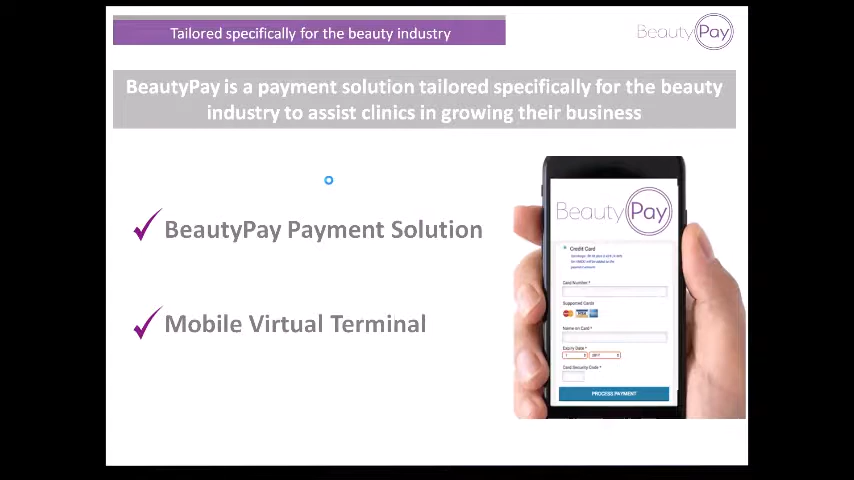 Tailored specifically for the beauty industry
BeautyPay
BeautyPay is a payment solution tailored specifically for the beauty
industry to assist clinics in growing their business
BeautyPay Payment Solution
Mobile Virtual Terminal
BeautyPay
Credit Card
Card Number *
Supported Cards
Name on Card *
Expiry Date *
1 2017
Card Security Code *
PROCESS PAYMENT